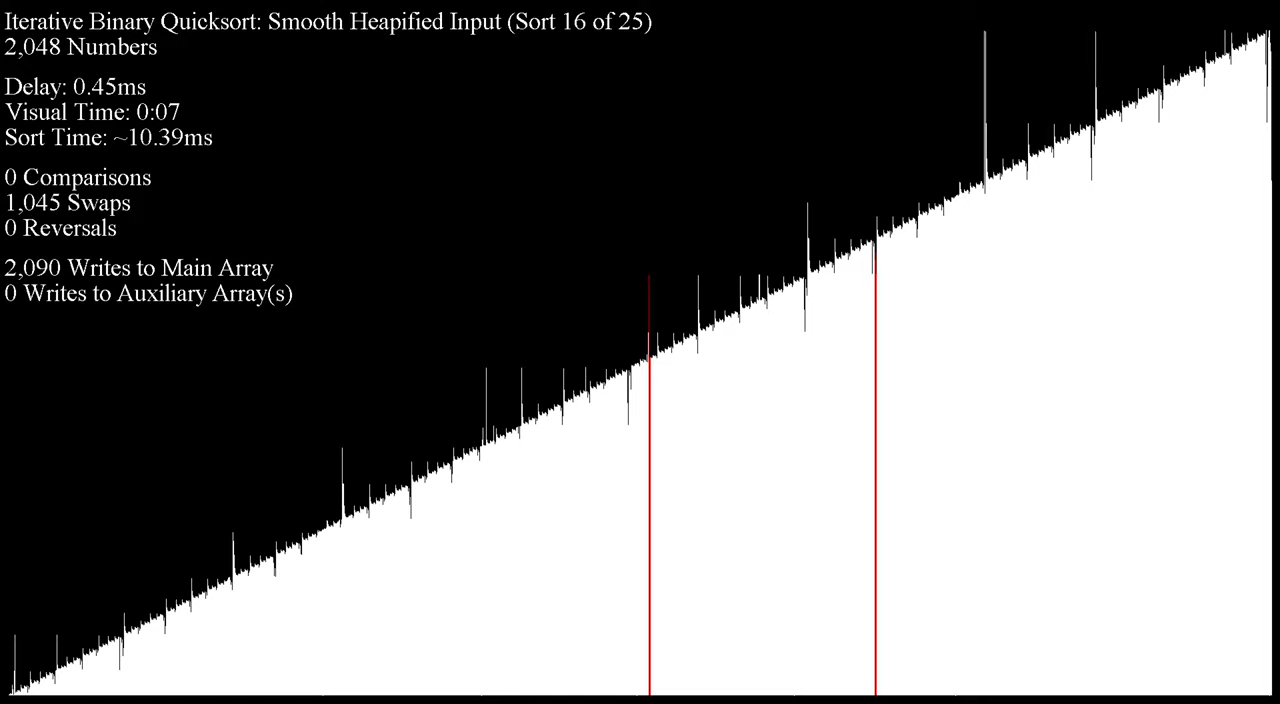 Iterative Binary Quicksort: Smooth Heapified Input (Sort 16 of 25)
2,048 Numbers
Delay: 0.45ms
Visual Time: 0:07
Sort Time: ~10.39ms
0 Comparisons
1,045 Swaps
0 Reversals
2,090 Writes to Main Array
0 Writes to Auxiliary Array(s)